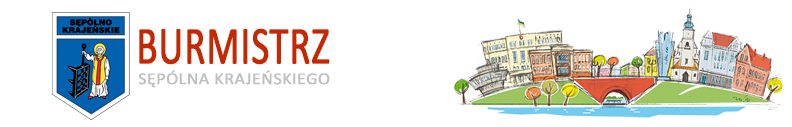 SĘPÓLNO
KRAJEŃSKIE
BURMISTRZ
SĘPÓLNA KRAJEŃSKIEGO